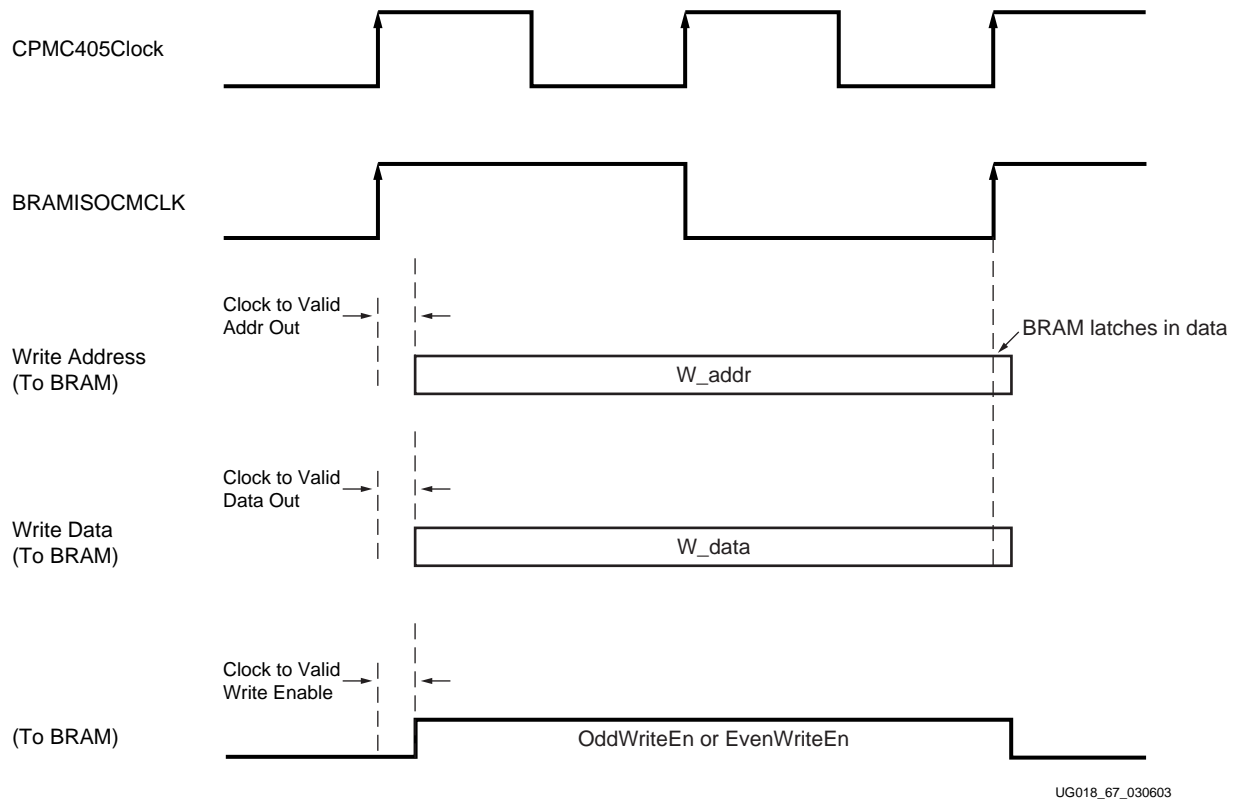 CPMC405Clock
BRAMISOCMCLK
Clock to Valid
Addr Out
BRAM latches in data
Write Address
(To BRAM)
W_addr
Clock to Valid
Data Out
Write Data
(To BRAM)
W_data
Clock to Valid
Write Enable
(To BRAM)
OddWriteEn or EvenWriteEn
UG018_67_030603